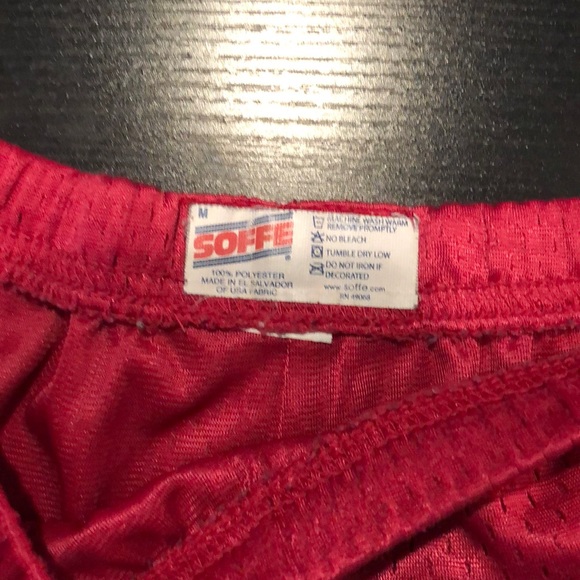 M
SOFFE
100% POLYESTER
MADE IN EL SALVADOR
OF USA FABRIC
MACHINE WASH WARM
REMOVE PROMPTLY
NO BLEACH
TUMBLE DRY LOW
DO NOT IRON IF
DECORATED
www.soffe.com